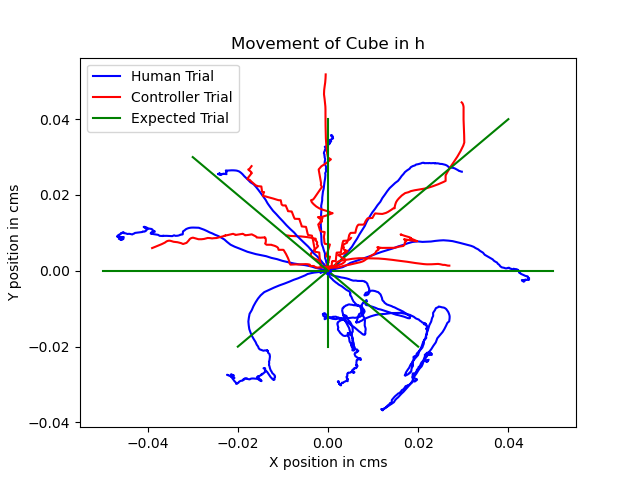 Movement of Cube in h
Human Trial
Controller Trial
Expected Trial
0.04
0.02
0.00
−0.02
−0.04
Y position in cms
−0.04
−0.02
0.00
0.02
0.04
X position in cms